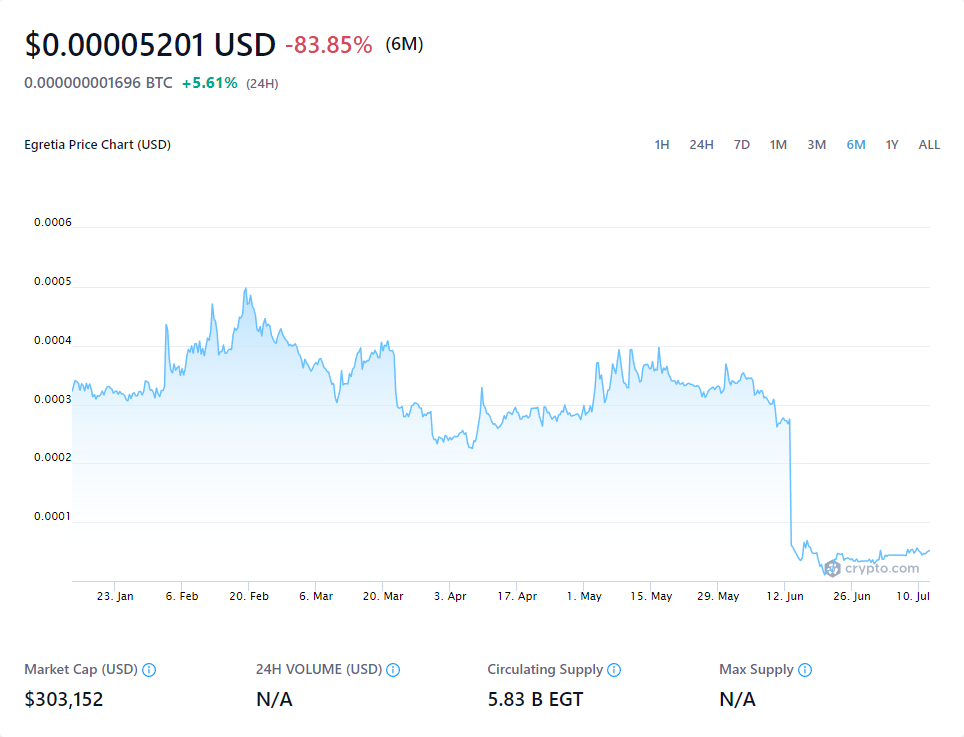 $0.00005201 USD -83.85% (6M)
0.000000001696 BTC +5.61% (24H)
Egretia Price Chart (USD) 1H 24H 7D 1M 3M 6M 1Y ALL
0.0006
0.0005
0.0004
0.0003
0.0002
0.0001
crypto.com
23. Jan 6. Feb 20. Feb 6. Mar 20. Mar 3. Apr 17. Apr 1. May 15. May 29. May 12. Jun 26. Jun 10. Jul
Market Cap (USD) 24H VOLUME (USD) Circulating Supply Max Supply
$303,152 N/A 5.83 B EGT N/A